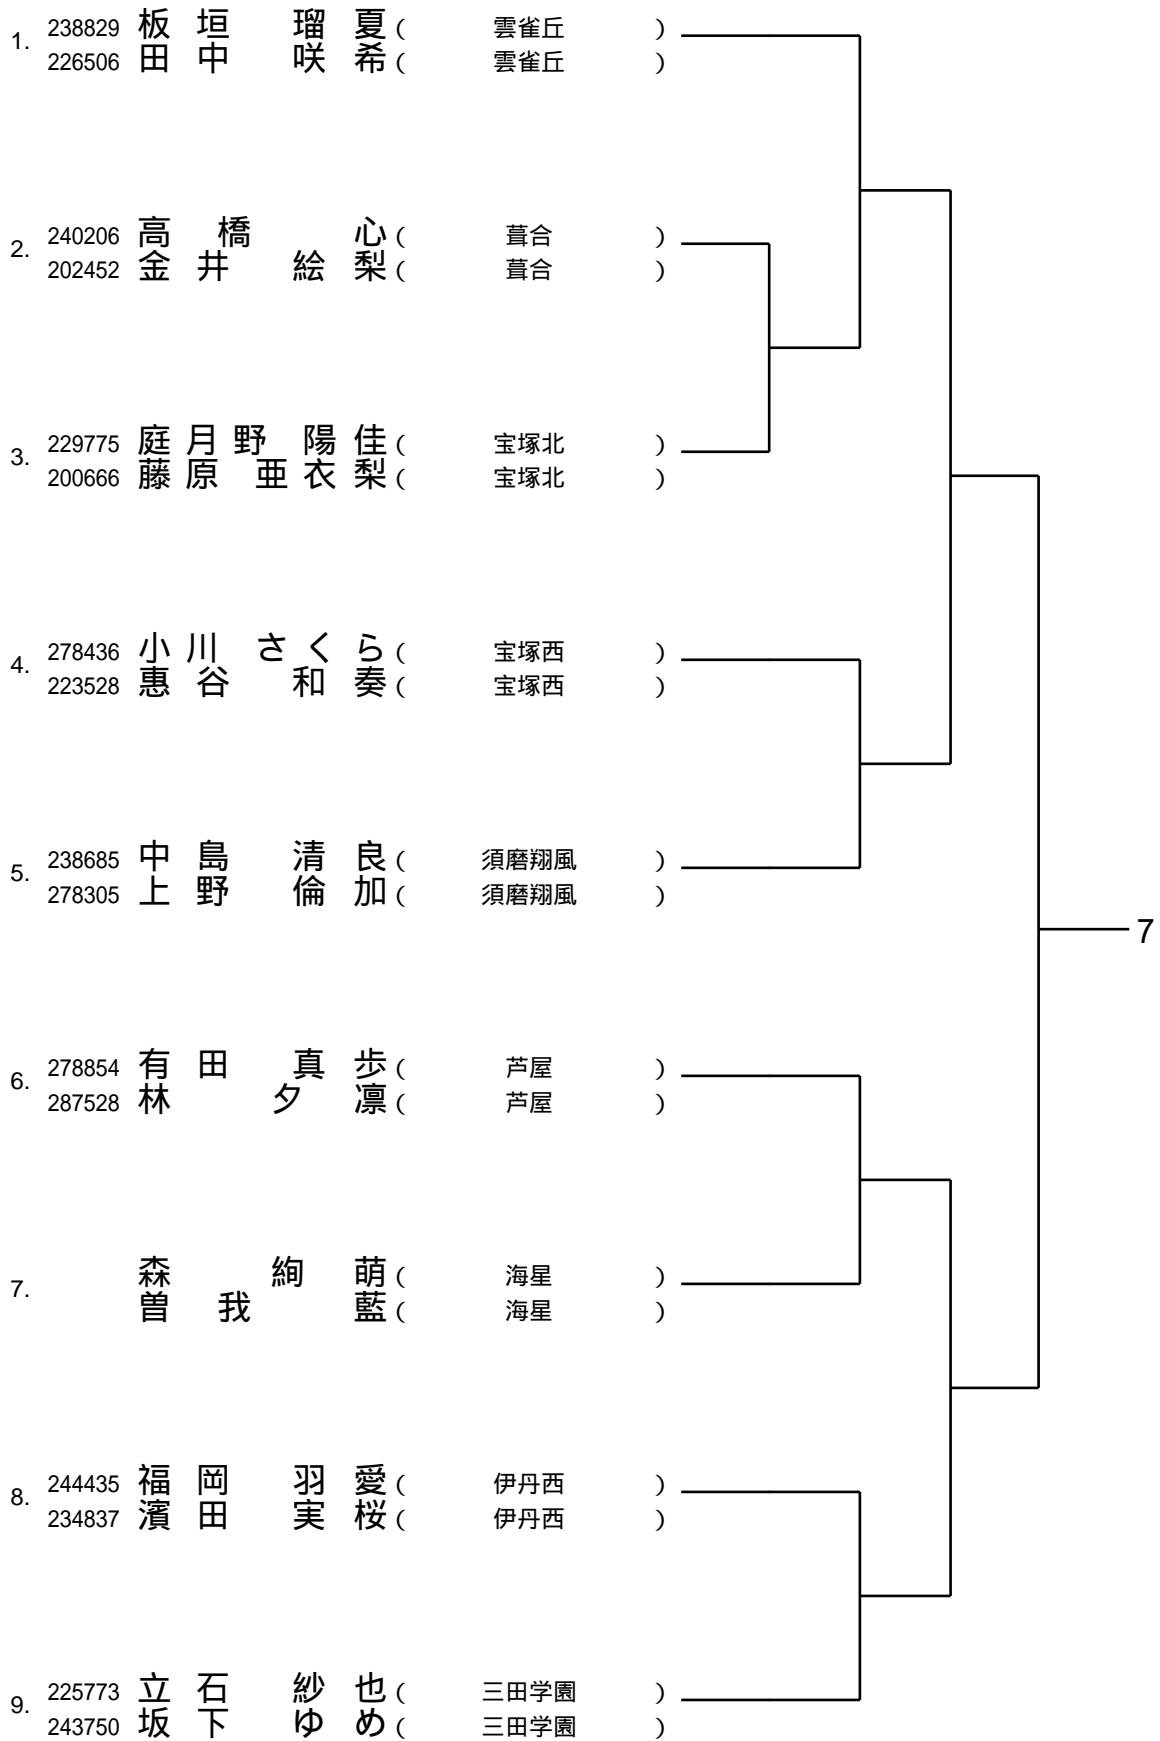 1. 238829 板垣 瑠夏 ( 雲雀丘 )
226506 田中 咲希 ( 雲雀丘 )
2. 240206 高橋 心 ( 葺合 )
202452 金井 絵梨 ( 葺合 )
3. 229775 庭月野 陽佳 ( 宝塚北 )
200666 藤原 亜衣梨 ( 宝塚北 )
4. 278436 小川 さくら ( 宝塚西 )
223528 惠谷 和奏 ( 宝塚西 )
5. 238685 中島 清良 ( 須磨翔風 )
278305 上野 倫加 ( 須磨翔風 )
7
6. 278854 有田 真歩 ( 芦屋 )
287528 林 夕凛 ( 芦屋 )
7. 森 絢萌 ( 海星 )
曽我 藍 ( 海星 )
8. 244435 福岡 羽愛 ( 伊丹西 )
234837 濱田 実桜 ( 伊丹西 )
9. 225773 立石 紗也 ( 三田学園 )
243750 坂下 ゆめ ( 三田学園 )